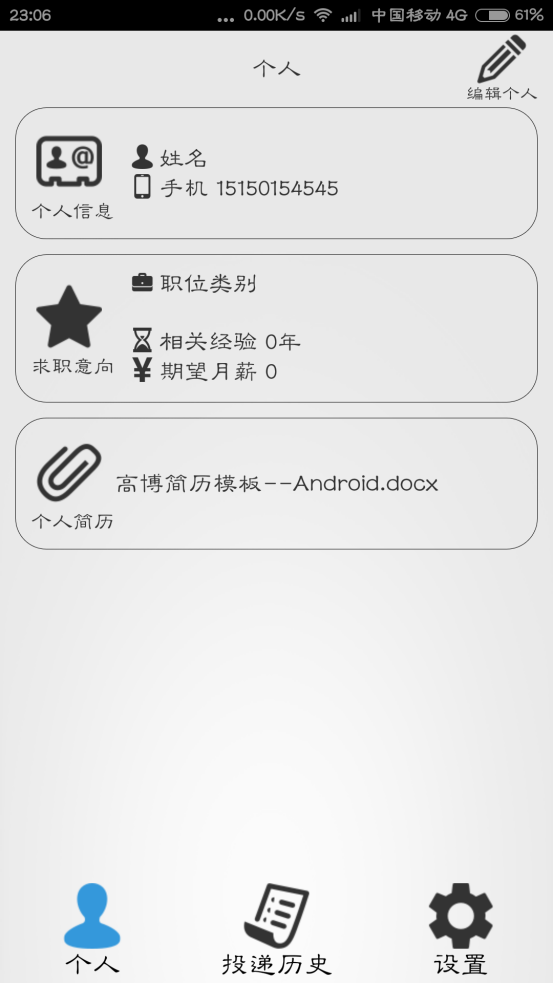 23:06 ... 0.00K/s 中国移动 4G 61%
个人
编辑个人
姓名
手机 15150154545
个人信息
职位类别
相关经验 0年
期望月薪 0
求职意向
高博简历模板--Android.docx
个人简历
个人 投递历史 设置